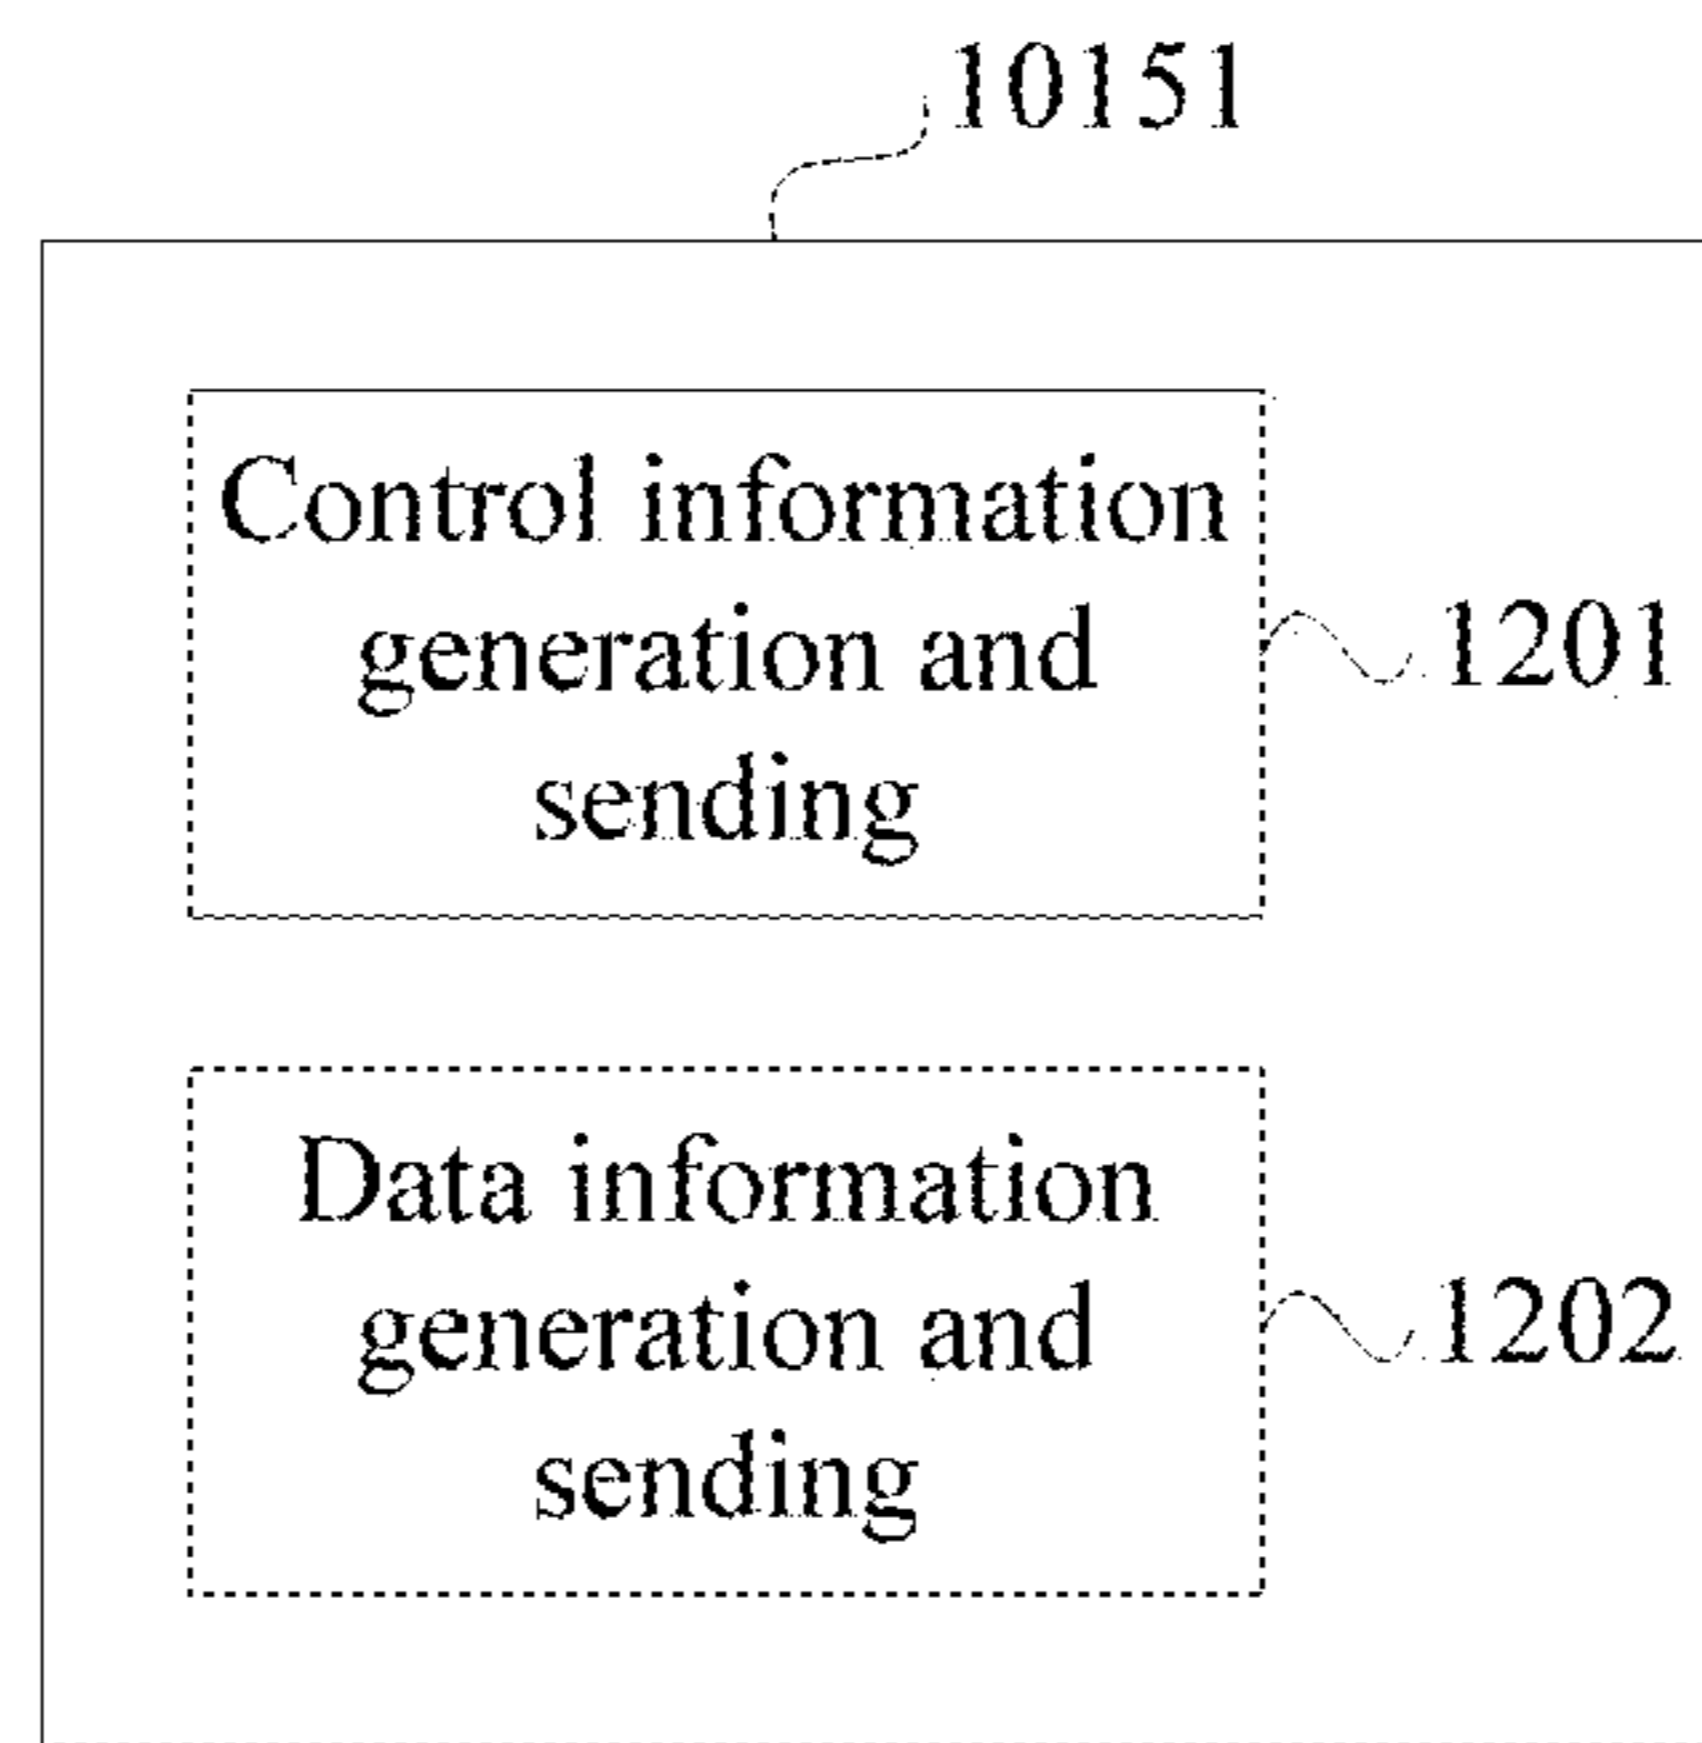 10151
Control information
generation and
sending
1201
Data information
generation and
sending
1202